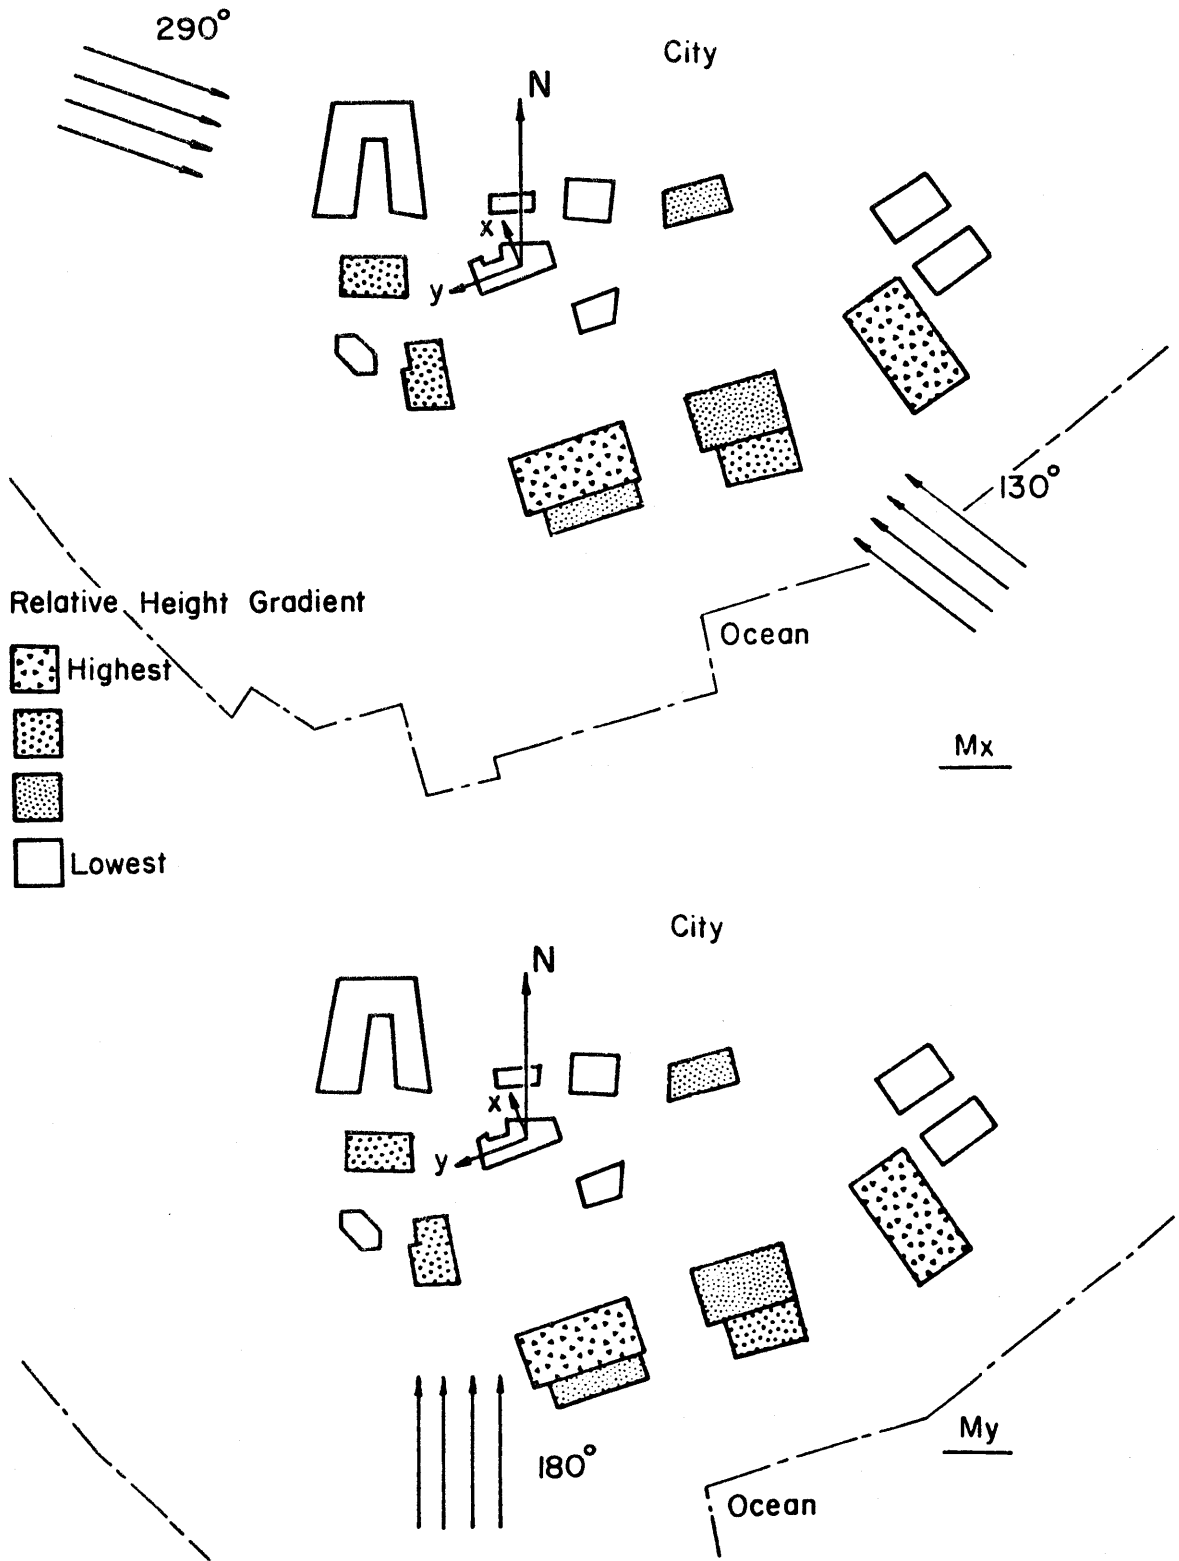 290°
City
N
x
y
130°
Relative Height Gradient
Highest
Ocean
Mx
Lowest
City
N
x
y
My
180°
Ocean